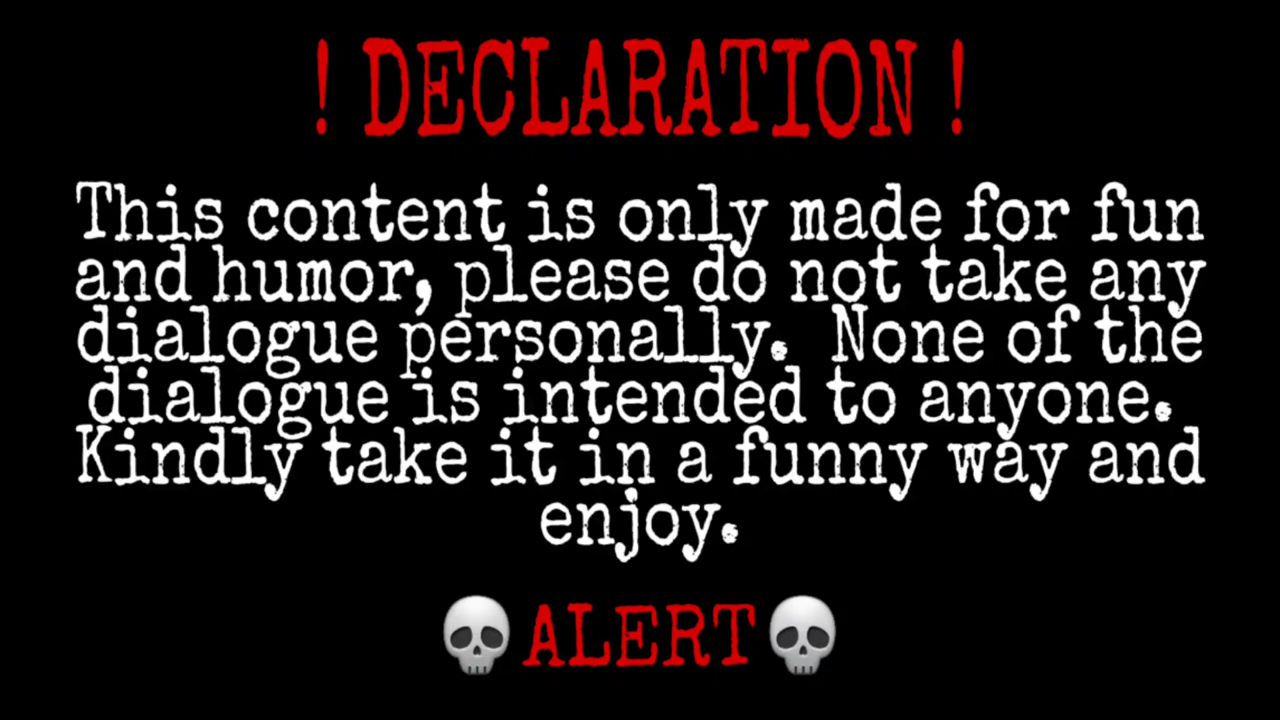 ! DECLARATION !
This content is only made for fun
and humor, please do not take any
dialogue personally. None of the
dialogue is intended to anyone.
Kindly take it in a funny way and
enjoy.
💀ALERT💀